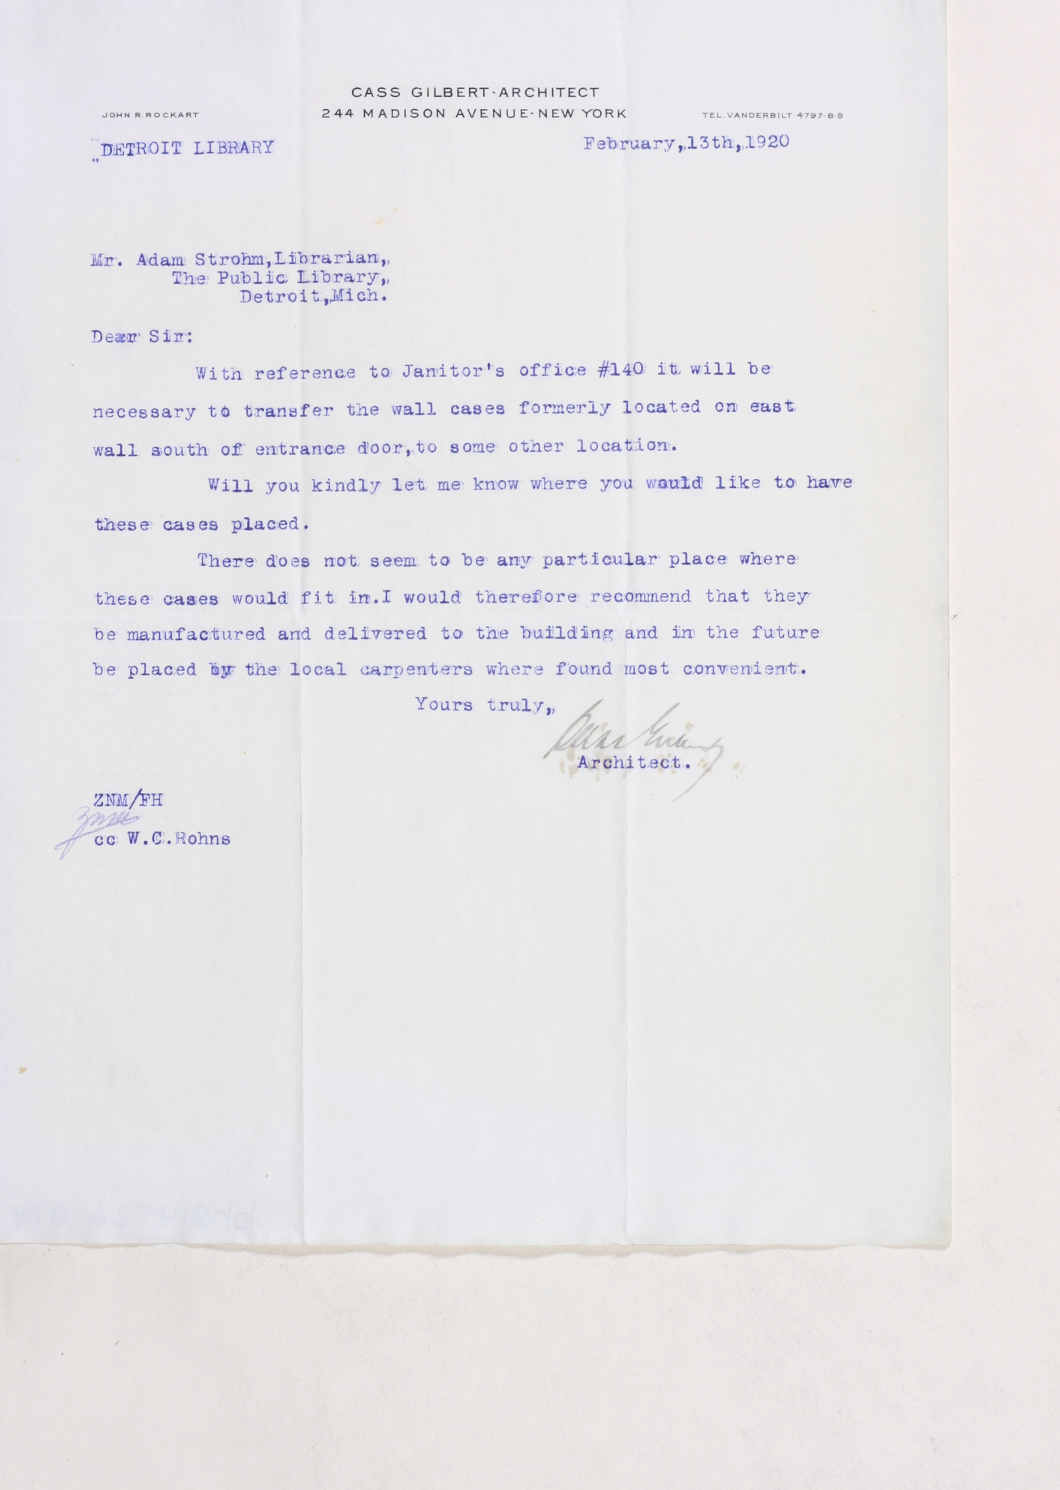 CASS GILBERT·ARCHITECT
JOHN R. ROCKART
244 MADISON AVENUE·NEW YORK
TEL. VANDERBILT 4797-8-9
DETROIT LIBRARY
February, 13th, 1920
Mr. Adam Strohm, Librarian,
The Public Library,
Detroit, Mich.
Dear Sir:
With reference to Janitor's office #140 it will be
necessary to transfer the wall cases formerly located on east
wall south of entrance door, to some other location.
Will you kindly let me know where you would like to have
these cases placed.
There does not seem to be any particular place where
these cases would fit in. I would therefore recommend that they
be manufactured and delivered to the building and in the future
be placed by the local carpenters where found most convenient.
Yours truly,
Cass Gilbert
Architect.
ZNM/FH
cc W.C. Rohns